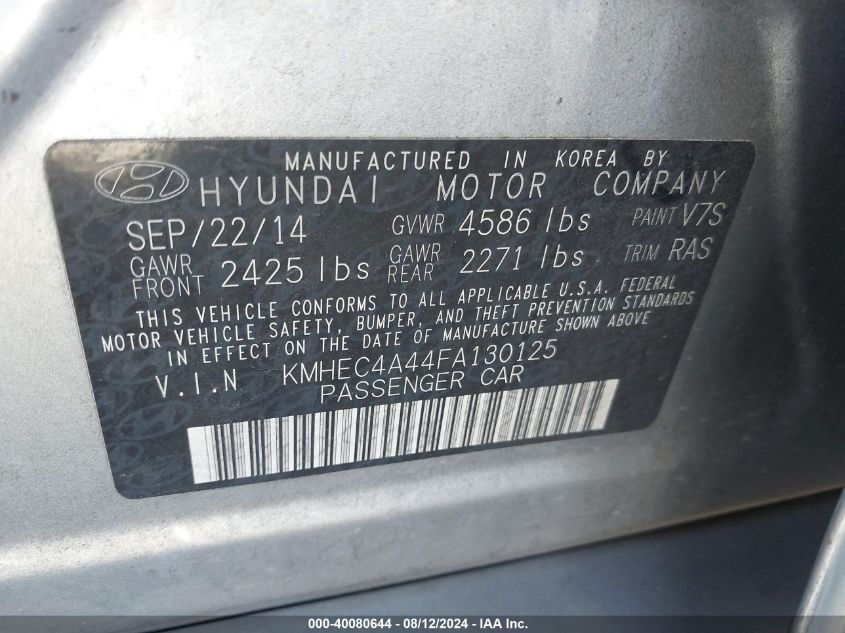 MANUFACTURED IN KOREA BY
HYUNDAI MOTOR COMPANY
SEP/22/14 GVWR 4586 lbs PAINT V7S
GAWR FRONT 2425 lbs GAWR REAR 2271 lbs TRIM RAS
THIS VEHICLE CONFORMS TO ALL APPLICABLE U.S.A. FEDERAL
MOTOR VEHICLE SAFETY, BUMPER, AND THEFT PREVENTION STANDARDS
IN EFFECT ON THE DATE OF MANUFACTURE SHOWN ABOVE
V.I.N KMHEC4A44FA130125
PASSENGER CAR
000-40080644 - 08/12/2024 - IAA Inc.